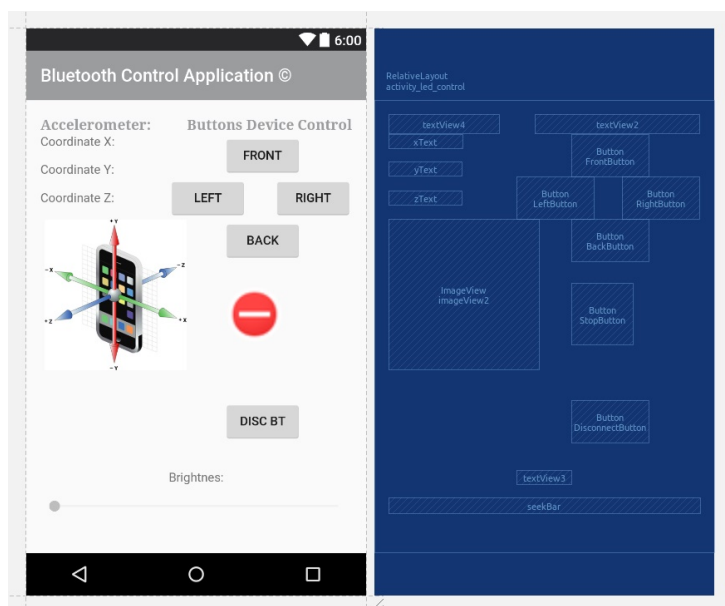 6:00
Bluetooth Control Application ©
Accelerometer: Buttons Device Control
Coordinate X:
FRONT
Coordinate Y:
Coordinate Z:
LEFT RIGHT
BACK
+Y
-X
-Z
+Z
+X
-Y
DISC BT
Brightnes:
RelativeLayout
activity_led_control
textView4 textView2
xText
Button
FrontButton
yText
zText
Button
LeftButton
Button
RightButton
Button
BackButton
ImageView
imageView2
Button
StopButton
Button
DisconnectButton
textView3
seekBar